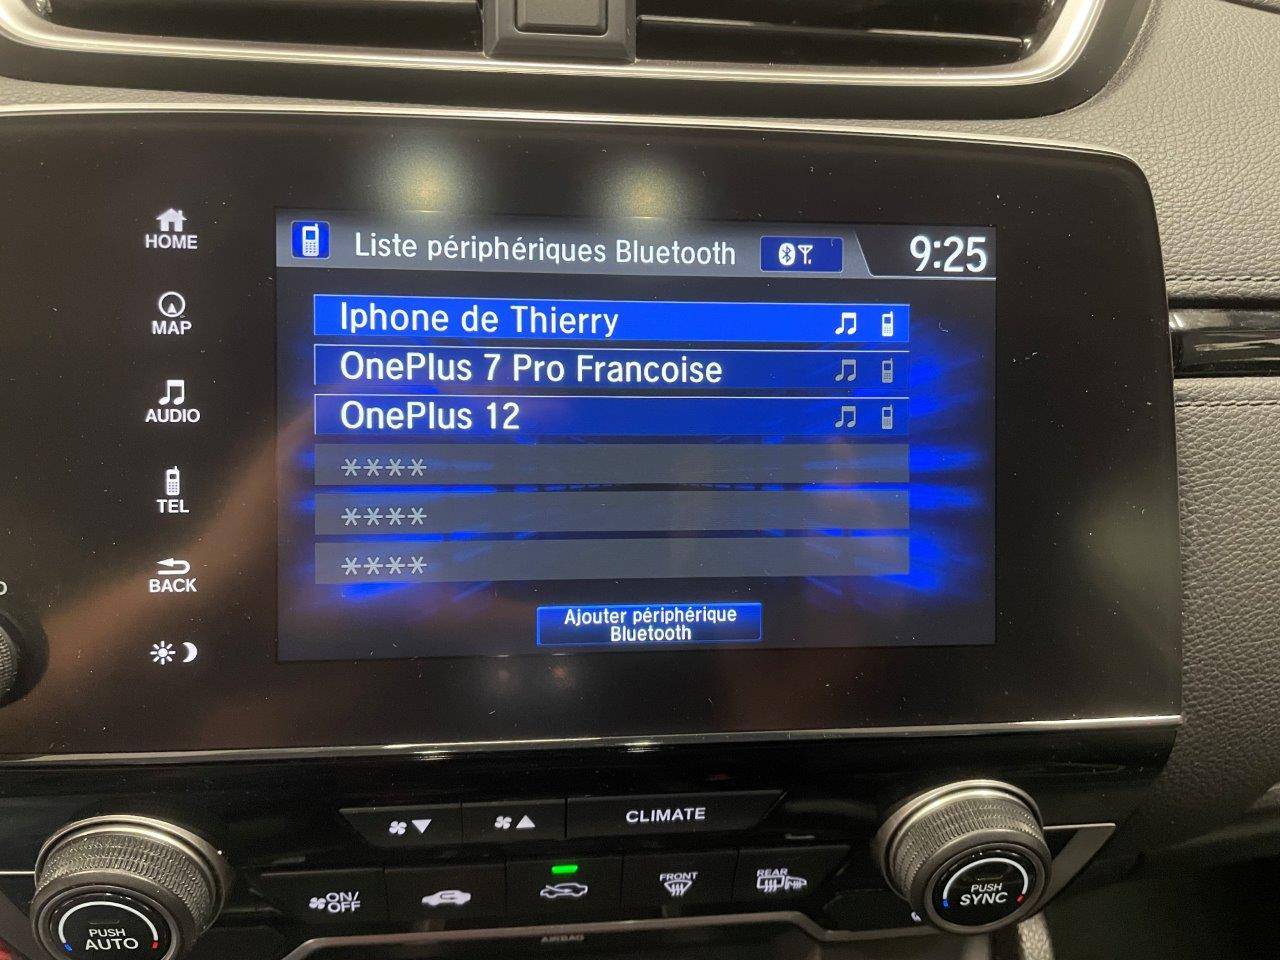 Liste périphériques Bluetooth
9:25
HOME
MAP
AUDIO
TEL
BACK
Iphone de Thierry
OnePlus 7 Pro Francoise
OnePlus 12
****
****
****
Ajouter périphérique
Bluetooth
CLIMATE
ON/
OFF
FRONT
REAR
PUSH
AUTO
PUSH
SYNC
AIRBAG